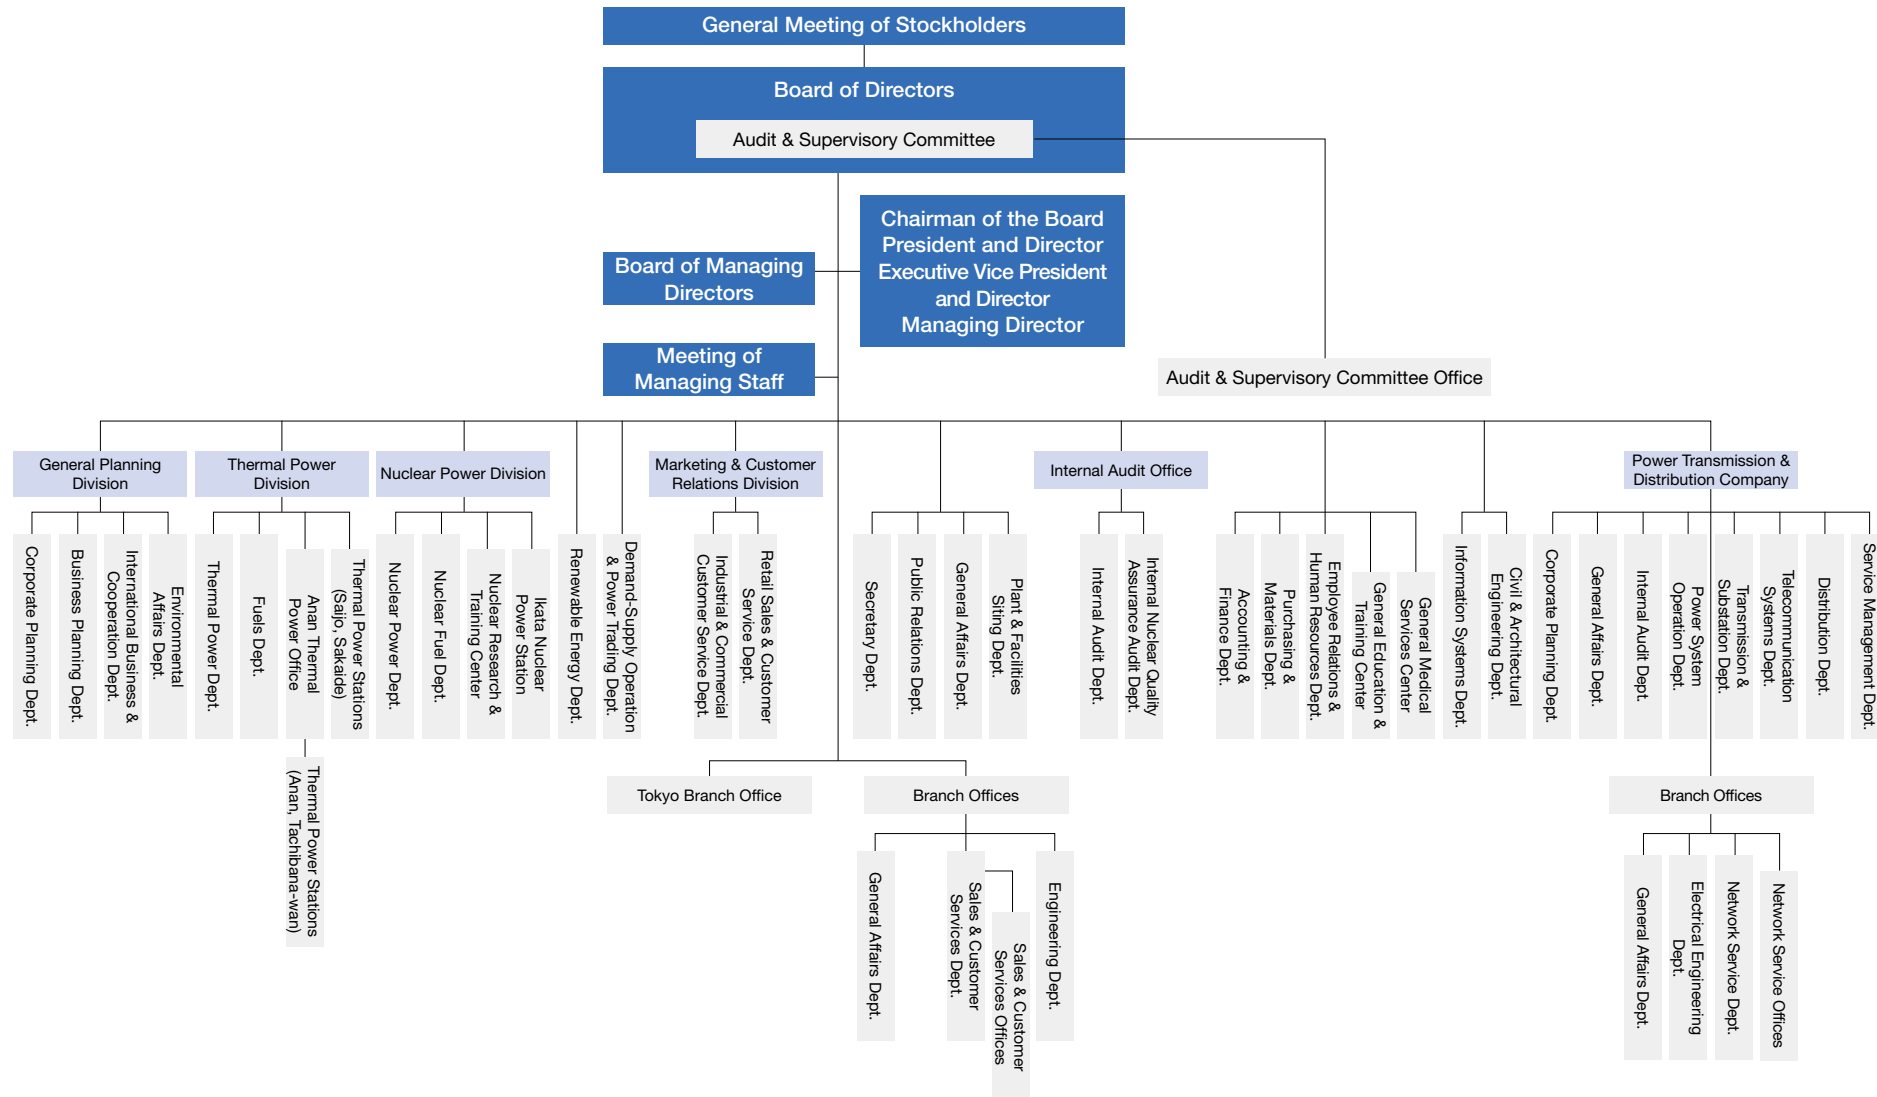 General Meeting of Stockholders
Board of Directors
Audit & Supervisory Committee
Chairman of the Board
President and Director
Executive Vice President
and Director
Managing Director
Board of Managing
Directors
Meeting of
Managing Staff
Audit & Supervisory Committee Office
General Planning
Division
Thermal Power
Division
Nuclear Power Division
Marketing & Customer
Relations Division
Internal Audit Office
Power Transmission &
Distribution Company
Corporate Planning Dept.
Business Planning Dept.
International Business &
Cooperation Dept.
Environmental
Affairs Dept.
Thermal Power Dept.
Fuels Dept.
Anan Thermal
Power Office
Thermal Power Stations
(Saijo, Sakaide)
Nuclear Power Dept.
Nuclear Fuel Dept.
Nuclear Research &
Training Center
Ikata Nuclear
Power Station
Renewable Energy Dept.
Demand-Supply Operation
& Power Trading Dept.
Industrial & Commercial
Customer Service Dept.
Retail Sales & Customer
Service Dept.
Secretary Dept.
Public Relations Dept.
General Affairs Dept.
Plant & Facilities
Siting Dept.
Internal Audit Dept.
Internal Nuclear Quality
Assurance Audit Dept.
Accounting &
Finance Dept.
Purchasing &
Materials Dept.
Employee Relations &
Human Resources Dept.
General Education &
Training Center
General Medical
Services Center
Information Systems Dept.
Civil & Architectural
Engineering Dept.
Corporate Planning Dept.
General Affairs Dept.
Internal Audit Dept.
Power System
Operation Dept.
Transmission &
Substation Dept.
Telecommunication
Systems Dept.
Distribution Dept.
Service Management Dept.
Thermal Power Stations
(Anan, Tachibana-wan)
Tokyo Branch Office
Branch Offices
Branch Offices
General Affairs Dept.
Sales & Customer
Services Dept.
Sales & Customer
Services Offices
Engineering Dept.
General Affairs Dept.
Electrical Engineering
Dept.
Network Service Dept.
Network Service Offices